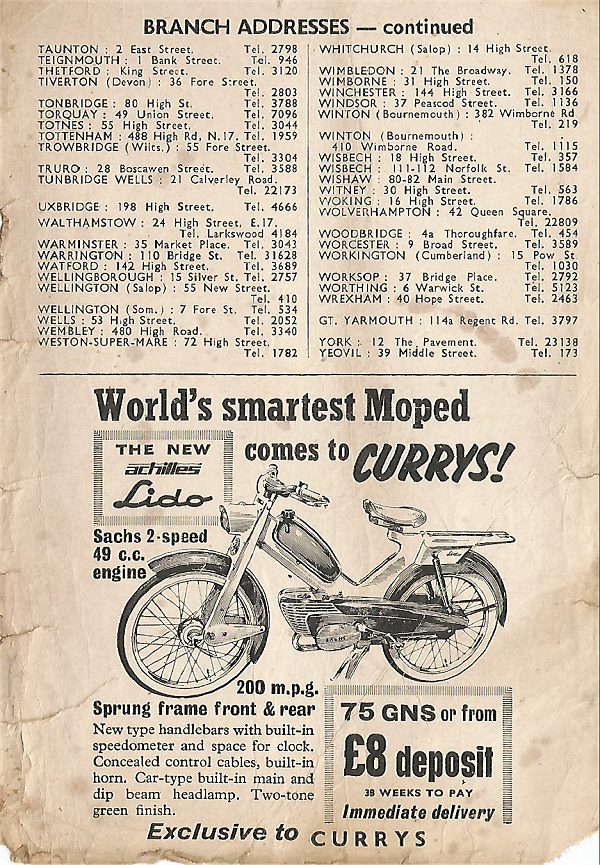 BRANCH ADDRESSES — continued
TAUNTON : 2 East Street. Tel. 2798
TEIGNMOUTH : 1 Bank Street. Tel. 946
THETFORD : King Street. Tel. 3120
TIVERTON (Devon) : 36 Fore Street.
Tel. 2803
TONBRIDGE : 80 High St. Tel. 3788
TORQUAY : 49 Union Street. Tel. 7096
TOTNES : 55 High Street. Tel. 3044
TOTTENHAM : 488 High Rd, N.17. Tel. 1959
TROWBRIDGE (Wilts.) : 55 Fore Street.
Tel. 3304
TRURO : 28 Boscawen Street. Tel. 3588
TUNBRIDGE WELLS : 21 Calverley Road.
Tel. 22173
UXBRIDGE : 198 High Street. Tel. 4666
WALTHAMSTOW : 24 High Street, E.17.
Tel. Larkswood 4184
WARMINSTER : 35 Market Place. Tel. 3043
WARRINGTON : 110 Bridge St. Tel. 31628
WATFORD : 142 High Street. Tel. 3689
WELLINGBOROUGH : 15 Silver St. Tel. 2757
WELLINGTON (Salop) : 55 New Street.
Tel. 410
WELLINGTON (Som.) : 7 Fore St. Tel. 534
WELLS : 53 High Street. Tel. 2052
WEMBLEY : 480 High Road. Tel. 3340
WESTON-SUPER-MARE : 72 High Street.
Tel. 1782
WHITCHURCH (Salop) : 14 High Street.
Tel. 618
WIMBLEDON : 21 The Broadway. Tel. 1378
WIMBORNE : 31 High Street. Tel. 150
WINCHESTER : 144 High Street. Tel. 3166
WINDSOR : 37 Peascod Street. Tel. 1136
WINTON (Bournemouth) : 382 Wimborne Rd.
Tel. 219
WINTON (Bournemouth) :
410 Wimborne Road. Tel. 1115
WISBECH : 18 High Street. Tel. 357
WISBECH : 111-112 Norfolk St. Tel. 1584
WISHAW : 80-82 Main Street.
WITNEY : 30 High Street. Tel. 563
WOKING : 16 High Street. Tel. 1786
WOLVERHAMPTON : 42 Queen Square.
Tel. 22809
WOODBRIDGE : 4a Thoroughfare. Tel. 454
WORCESTER : 9 Broad Street. Tel. 3589
WORKINGTON (Cumberland) : 15 Pow St.
Tel. 1030
WORKSOP : 37 Bridge Place. Tel. 2792
WORTHING : 6 Warwick St. Tel. 5123
WREXHAM : 40 Hope Street. Tel. 2463
GT. YARMOUTH : 114a Regent Rd. Tel. 3797
YORK : 12 The Pavement. Tel. 23138
YEOVIL : 39 Middle Street. Tel. 173
World's smartest Moped
comes to CURRYS!
THE NEW
achilles
Lido
Sachs 2-speed
49 c.c.
engine
200 m.p.g.
Sprung frame front & rear
New type handlebars with built-in
speedometer and space for clock.
Concealed control cables, built-in
horn. Car-type built-in main and
dip beam headlamp. Two-tone
green finish.
75 GNS or from
£8 deposit
38 WEEKS TO PAY
Immediate delivery
Exclusive to CURRYS